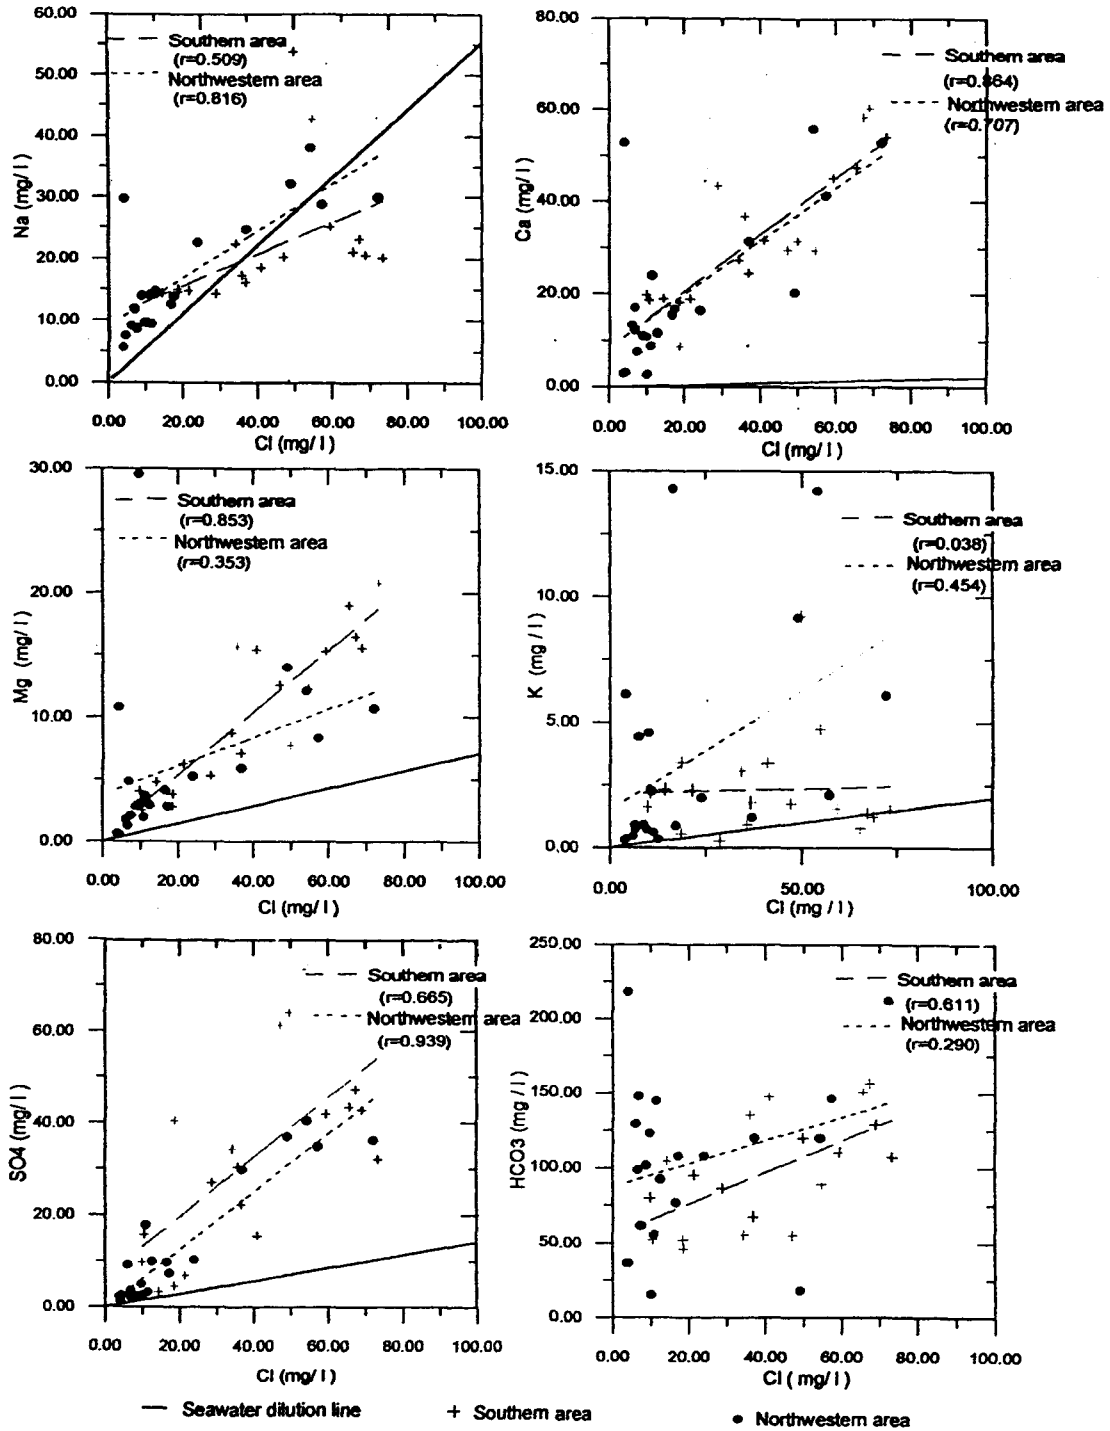 60.00
50.00
40.00
30.00
20.00
10.00
0.00
Na (mg/l)
Southern area
(r=0.509)
Northwestern area
(r=0.816)
0.00 20.00 40.00 60.00 80.00 100.00
Cl (mg/l)
80.00
60.00
40.00
20.00
0.00
Ca (mg/l)
Southern area
(r=0.864)
Northwestern area
(r=0.707)
0.00 20.00 40.00 60.00 80.00 100.00
Cl (mg/l)
30.00
20.00
10.00
0.00
Mg (mg/l)
Southern area
(r=0.853)
Northwestern area
(r=0.353)
0.00 20.00 40.00 60.00 80.00 100.00
Cl (mg/l)
15.00
10.00
5.00
0.00
K (mg/l)
Southern area
(r=0.038)
Northwestern area
(r=0.454)
0.00 50.00 100.00
Cl (mg/l)
80.00
60.00
40.00
20.00
0.00
SO4 (mg/l)
Southern area
(r=0.665)
Northwestern area
(r=0.939)
0.00 20.00 40.00 60.00 80.00 100.00
Cl (mg/l)
250.00
200.00
150.00
100.00
50.00
0.00
HCO3 (mg/l)
Southern area
(r=0.611)
Northwestern area
(r=0.290)
0.00 20.00 40.00 60.00 80.00 100.00
Cl (mg/l)
Seawater dilution line
Southern area
Northwestern area